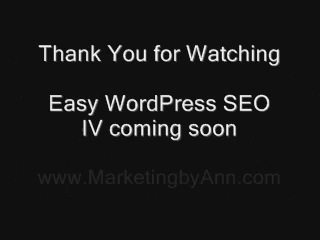 Thank You for Watching
Easy WordPress SEO
IV coming soon
www.MarketingbyAnn.com